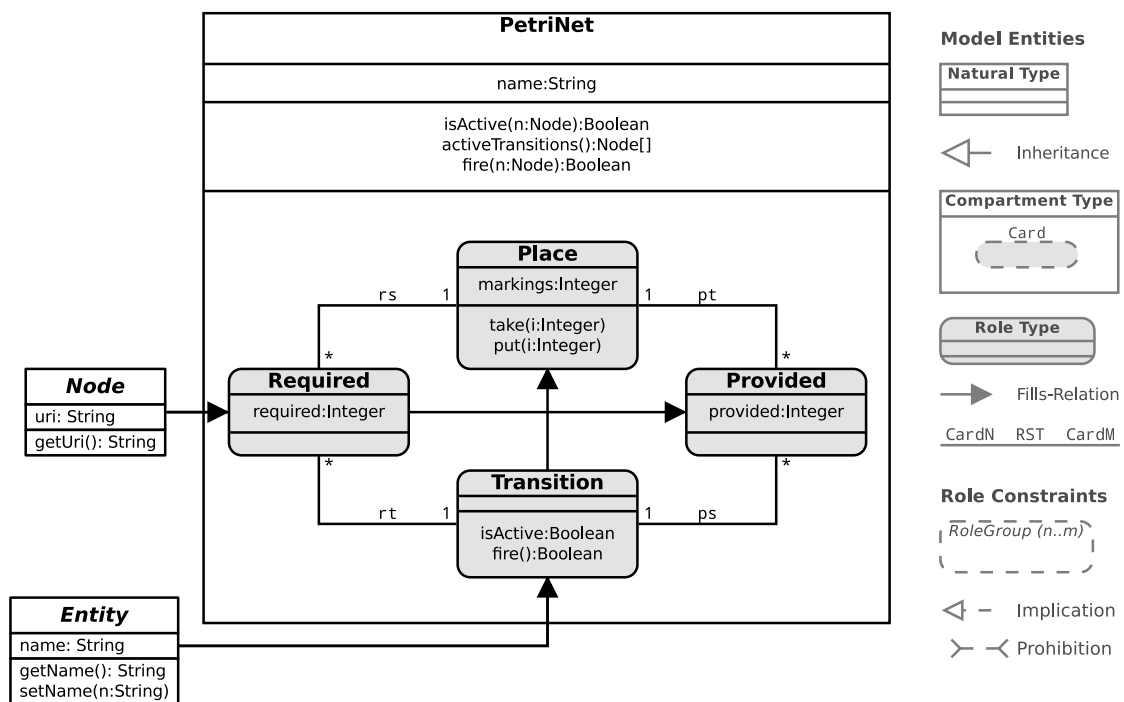 PetriNet
name:String
isActive(n:Node):Boolean
activeTransitions():Node[]
fire(n:Node):Boolean
Place
markings:Integer
take(i:Integer)
put(i:Integer)
rs
1
*
1
pt
*
Required
required:Integer
Provided
provided:Integer
Node
uri: String
getUri(): String
*
rt
1
*
1
ps
Transition
isActive:Boolean
fire():Boolean
Entity
name: String
getName(): String
setName(n:String)
Model Entities
Natural Type
Inheritance
Compartment Type
Card
Role Type
Fills-Relation
CardN RST CardM
Role Constraints
RoleGroup (n..m)
Implication
Prohibition